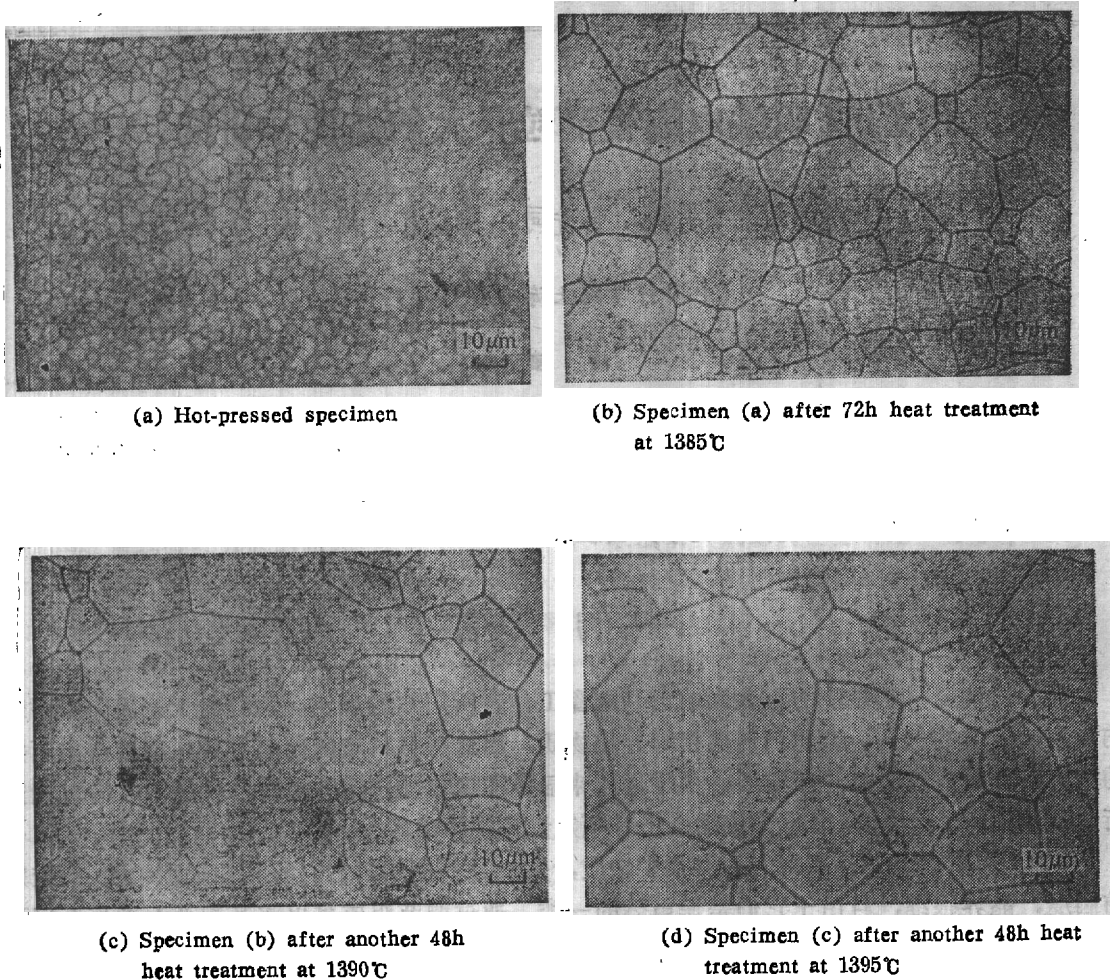 10μm
10μm
(a) Hot-pressed specimen
(b) Specimen (a) after 72h heat treatment
at 1385℃
10μm
10μm
(c) Specimen (b) after another 48h
heat treatment at 1390℃
(d) Specimen (c) after another 48h heat
treatment at 1395℃